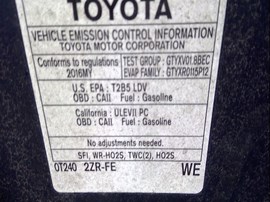 TOYOTA
VEHICLE EMISSION CONTROL INFORMATION
TOYOTA MOTOR CORPORATION
Conforms to regulations TEST GROUP : GTYXV01.8BEC
2016MY EVAP FAMILY : GTYXR0115P12
U.S. EPA : T2B5 LDV
OBD : CAII Fuel : Gasoline
California : ULEVII PC
OBD : CAII Fuel : Gasoline
No adjustments needed.
SFI, WR-HO2S, TWC(2), HO2S
0T240 2ZR-FE WE